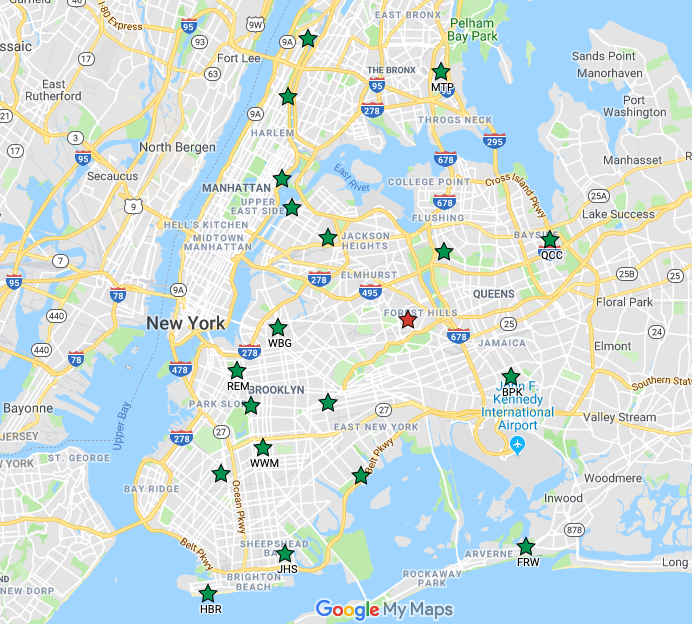 I-80 Express
95
9W
EAST BRONX
Pelham
Bay Park
46
93
9A
Fort Lee
17
63
THE BRONX
95
MTP
Sands Point
Manorhaven
East
Rutherford
278
Port
Washington
21
9A
THROGS NECK
3
HARLEM
295
17
North Bergen
678
95
Manhasset
East River
Secaucus
COLLEGE POINT
Cross Island Pkwy
MANHATTAN
25A
9
UPPER
EAST SIDE
678
Lake Success
FLUSHING
HELL'S KITCHEN
BAYSIDE
MIDTOWN
MANHATTAN
JACKSON
HEIGHTS
QCC
7
ELMHURST
25B
95
278
495
QUEENS
78
9A
Floral Park
440
New York
FOREST HILLS
25
24
WBG
678
JAMAICA
Elmont
440
278
78
478
REM
BPK
Southern State
BROOKLYN
John F.
Kennedy
International
Airport
Bayonne
PARK SLOPE
27
Valley Stream
Upper Bay
EAST NEW YORK
JERSEY
278
27
Belt Pkwy
YORK
ST. GEORGE
WWM
Woodmere
BAY RIDGE
Ocean Pkwy
Inwood
878
Belt Pkwy
SHEEPSHEAD
BAY
ARVERNE
JHS
FRW
Long
ROCKAWAY
PARK
BRIGHTON
BEACH
NEW DORP
HBR
Google My Maps